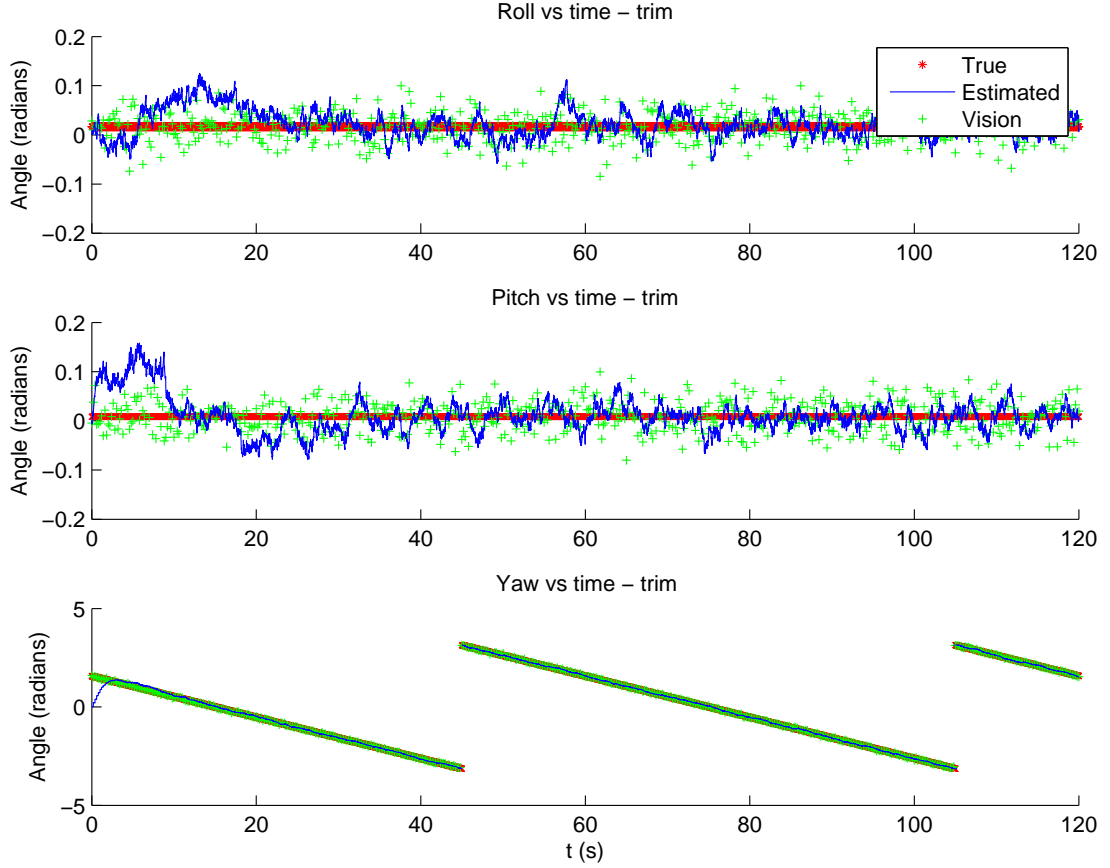 Roll vs time − trim
0.2
0.1
0
−0.1
−0.2
Angle (radians)
0 20 40 60 80 100 120
True
Estimated
Vision
Pitch vs time − trim
0.2
0.1
0
−0.1
−0.2
Angle (radians)
0 20 40 60 80 100 120
Yaw vs time − trim
5
0
−5
Angle (radians)
0 20 40 60 80 100 120
t (s)